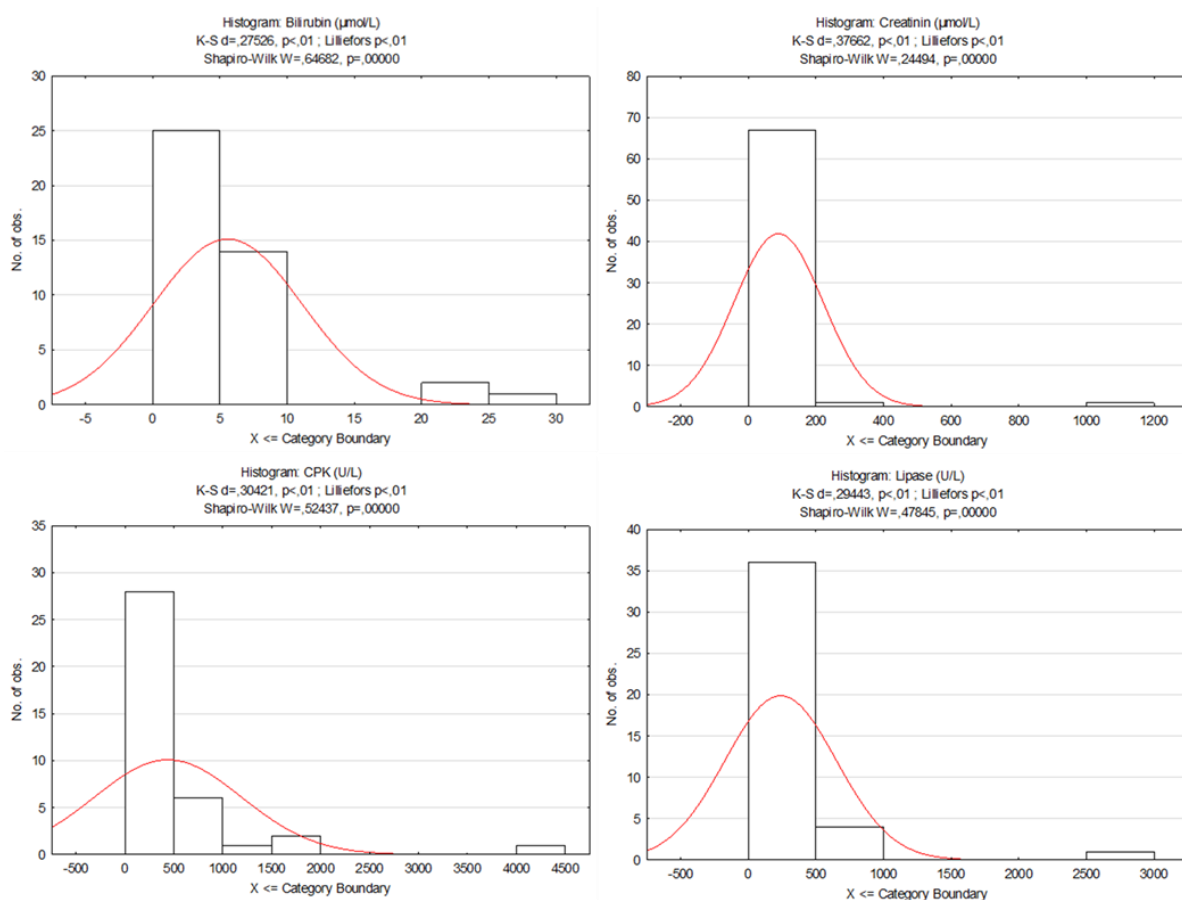 Histogram: Bilirubin (µmol/L)
K-S d=,27526, p<,01 ; Lilliefors p<,01
Shapiro-Wilk W=,64682, p=,00000
30
25
20
15
10
5
0
No. of obs.
-5 0 5 10 15 20 25 30
X <= Category Boundary
Histogram: Creatinin (µmol/L)
K-S d=,37662, p<,01 ; Lilliefors p<,01
Shapiro-Wilk W=,24494, p=,00000
80
70
60
50
40
30
20
10
0
No. of obs.
-200 0 200 400 600 800 1000 1200
X <= Category Boundary
Histogram: CPK (U/L)
K-S d=,30421, p<,01 ; Lilliefors p<,01
Shapiro-Wilk W=,52437, p=,00000
35
30
25
20
15
10
5
0
No. of obs.
-500 0 500 1000 1500 2000 2500 3000 3500 4000 4500
X <= Category Boundary
Histogram: Lipase (U/L)
K-S d=,29443, p<,01 ; Lilliefors p<,01
Shapiro-Wilk W=,47845, p=,00000
40
35
30
25
20
15
10
5
0
No. of obs.
-500 0 500 1000 1500 2000 2500 3000
X <= Category Boundary